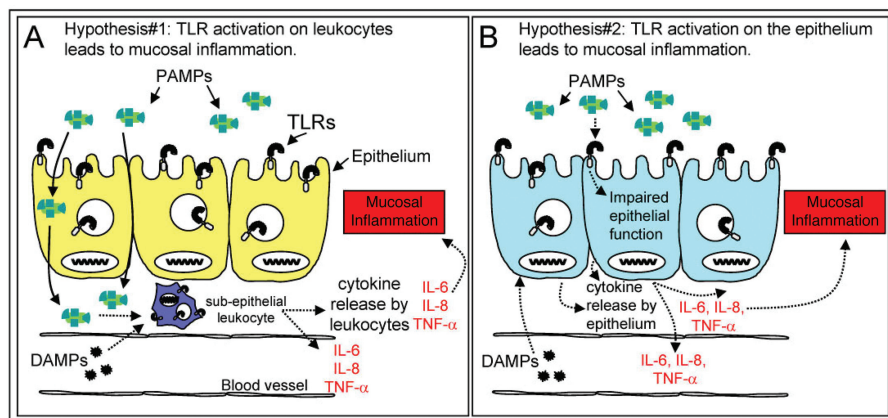 A
Hypothesis#1: TLR activation on leukocytes
leads to mucosal inflammation.
PAMPs
TLRs
Epithelium
Mucosal
Inflammation
sub-epithelial
leukocyte
cytokine
release by
leukocytes
IL-6
IL-8
TNF-α
DAMPs
IL-6
IL-8
Blood vessel TNF-α
B
Hypothesis#2: TLR activation on the epithelium
leads to mucosal inflammation.
PAMPs
Impaired
epithelial
function
Mucosal
Inflammation
cytokine
release by
epithelium
IL-6, IL-8,
TNF-α
DAMPs
IL-6, IL-8,
TNF-α